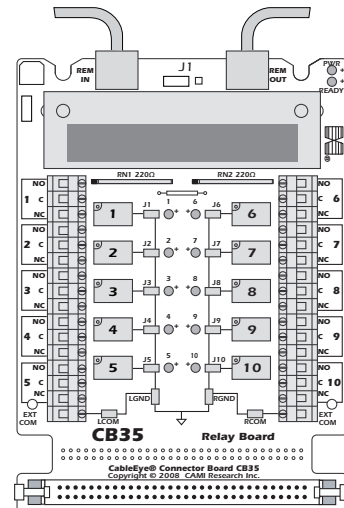 J1
REM IN
REM OUT
PWR
+
READY
+
®
RN1 220Ω
RN2 220Ω
NO
1 C
NC
1
J1
1
+
6
+
J6
6
NO
C 6
NC
NO
2 C
NC
2
J2
2
+
7
+
J7
7
NO
C 7
NC
NO
3 C
NC
3
J3
3
+
8
+
J8
8
NO
C 8
NC
NO
4 C
NC
4
J4
4
+
9
+
J9
9
NO
C 9
NC
NO
5 C
NC
5
J5
5
+
10
+
J10
10
NO
C 10
NC
EXT COM
LGND
RGND
EXT COM
LCOM
RCOM
CB35
Relay Board
CableEye® Connector Board CB35
Copyright © 2008 CAMI Research Inc.